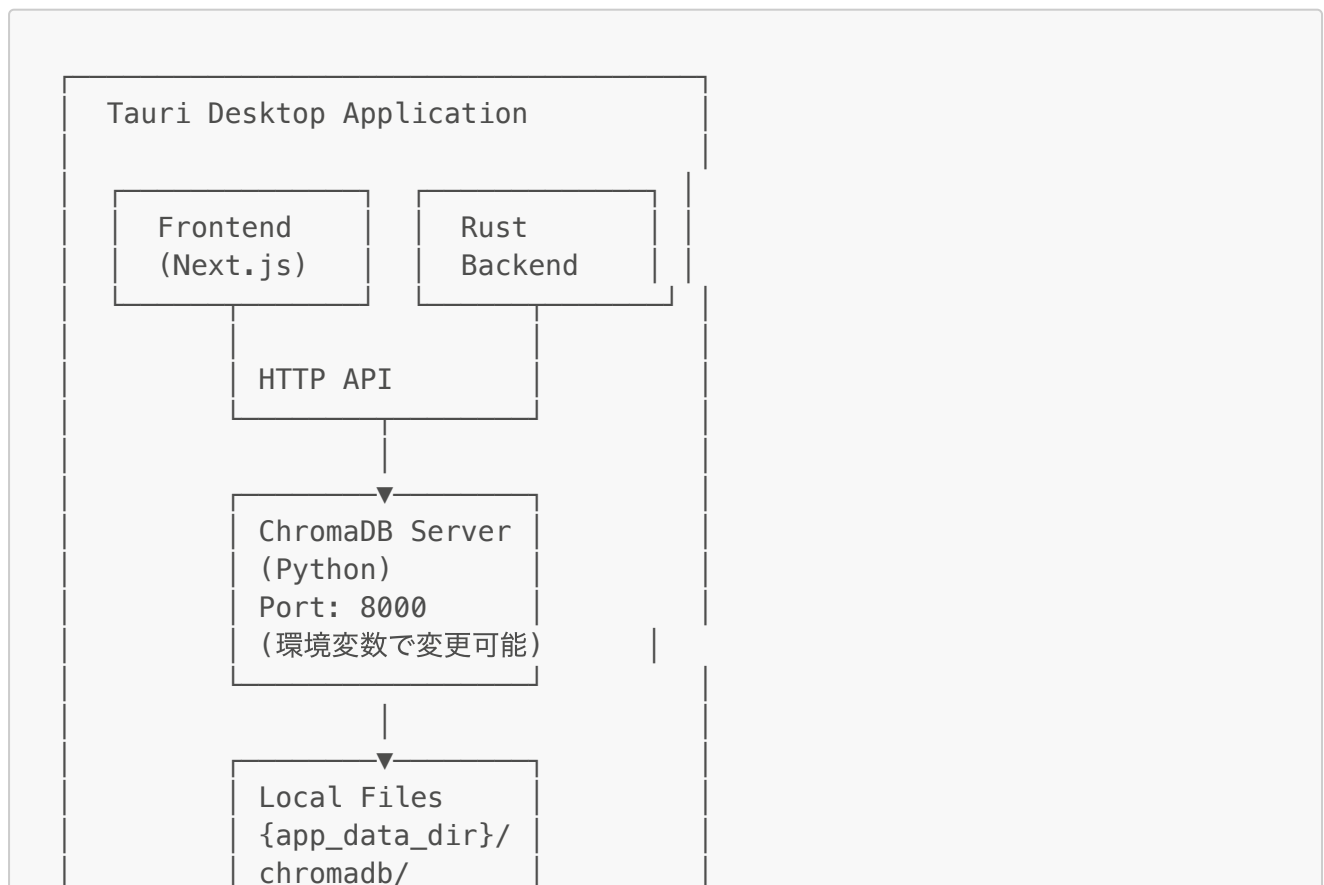 Tauri Desktop Application
Frontend Rust
(Next.js) Backend
HTTP API
ChromaDB Server
(Python)
Port: 8000
(環境変数で変更可能)
Local Files
{app_data_dir}/
chromadb/